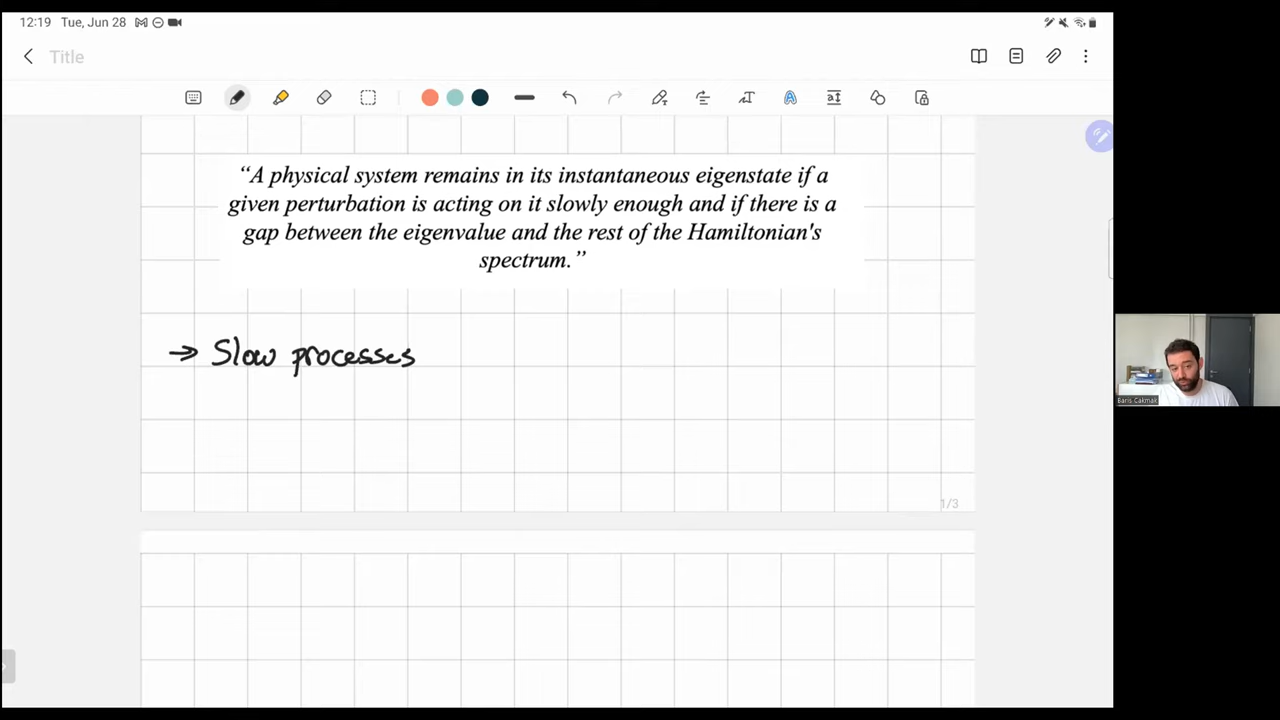 12:19 Tue, Jun 28
Title
“A physical system remains in its instantaneous eigenstate if a
given perturbation is acting on it slowly enough and if there is a
gap between the eigenvalue and the rest of the Hamiltonian's
spectrum.”
→ Slow processes
1/3
Baris Cakmak